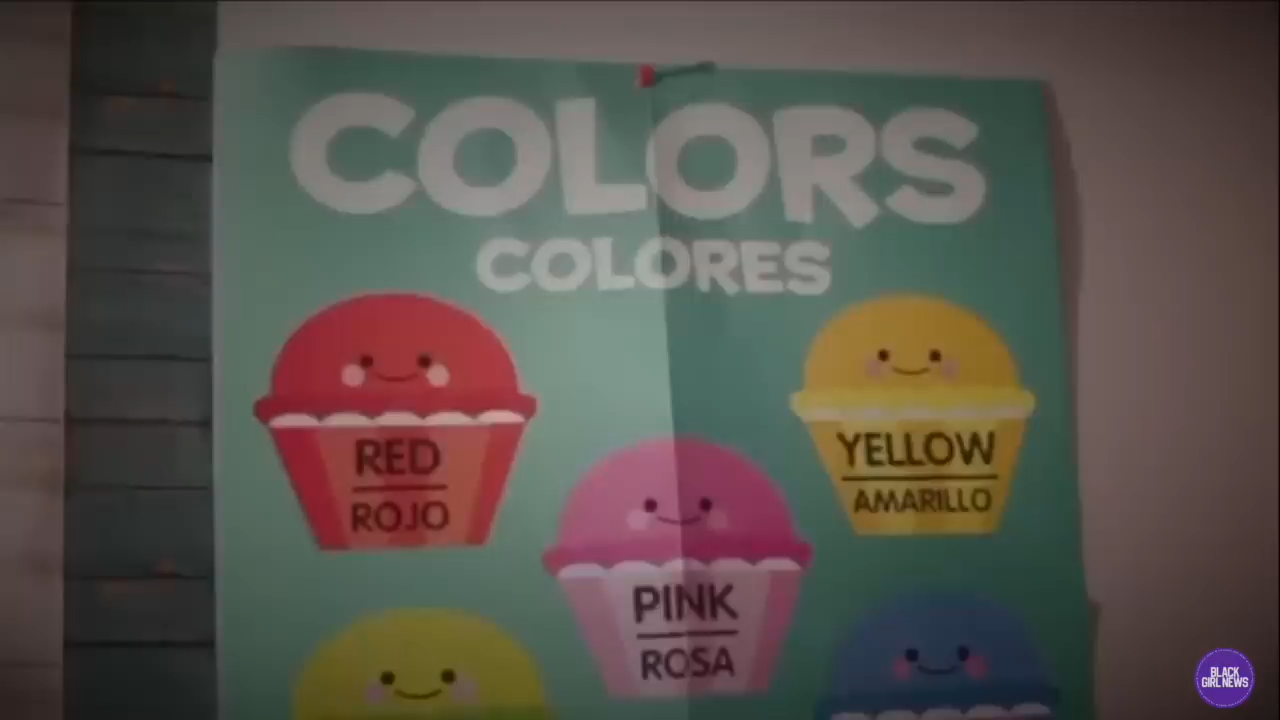 COLORS
COLORES
RED
ROJO
YELLOW
AMARILLO
PINK
ROSA
BLACK
GIRL NEWS